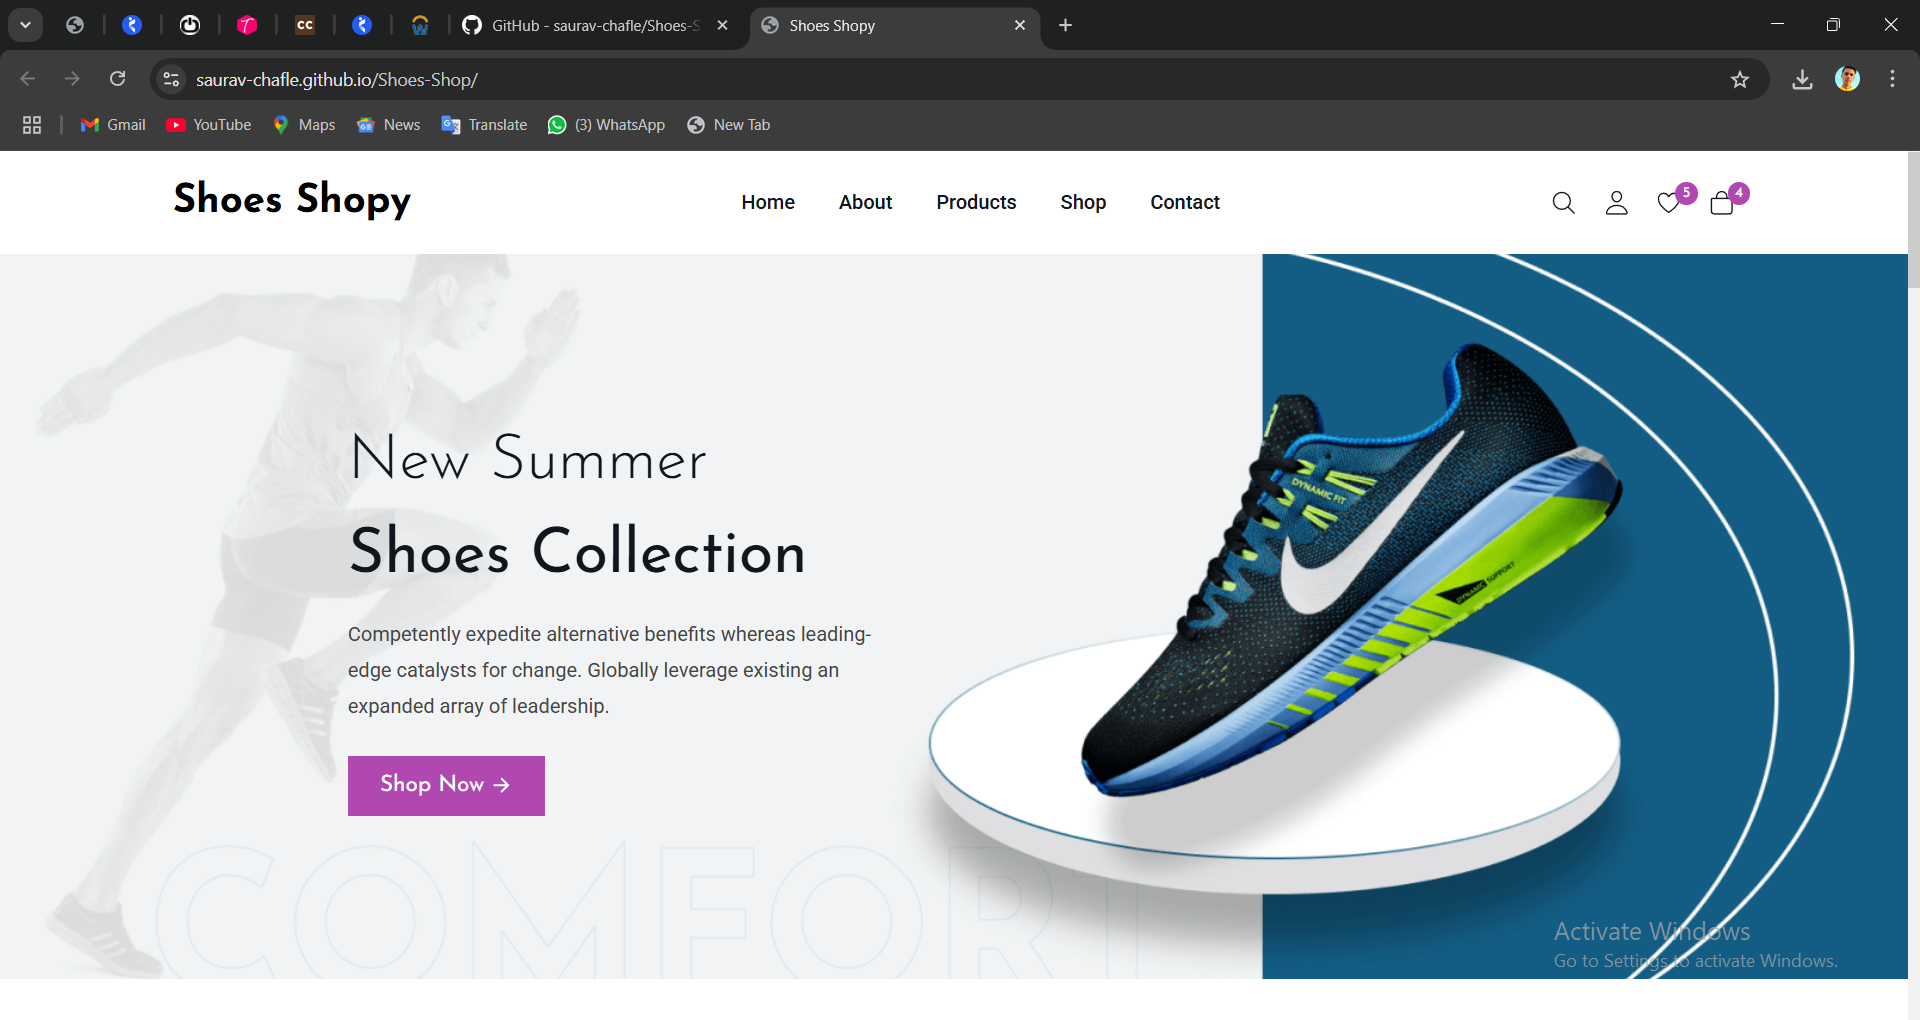 GitHub - saurav-chafle/Shoes-S
Shoes Shopy
saurav-chafle.github.io/Shoes-Shop/
Gmail
YouTube
Maps
News
Translate
(3) WhatsApp
New Tab
Shoes Shopy
Home
About
Products
Shop
Contact
5
4
New Summer
Shoes Collection
Competently expedite alternative benefits whereas leading-
edge catalysts for change. Globally leverage existing an
expanded array of leadership.
Shop Now →
DYNAMIC FIT
DYNAMIC SUPPORT
COMFORT
Activate Windows
Go to Settings to activate Windows.
CC